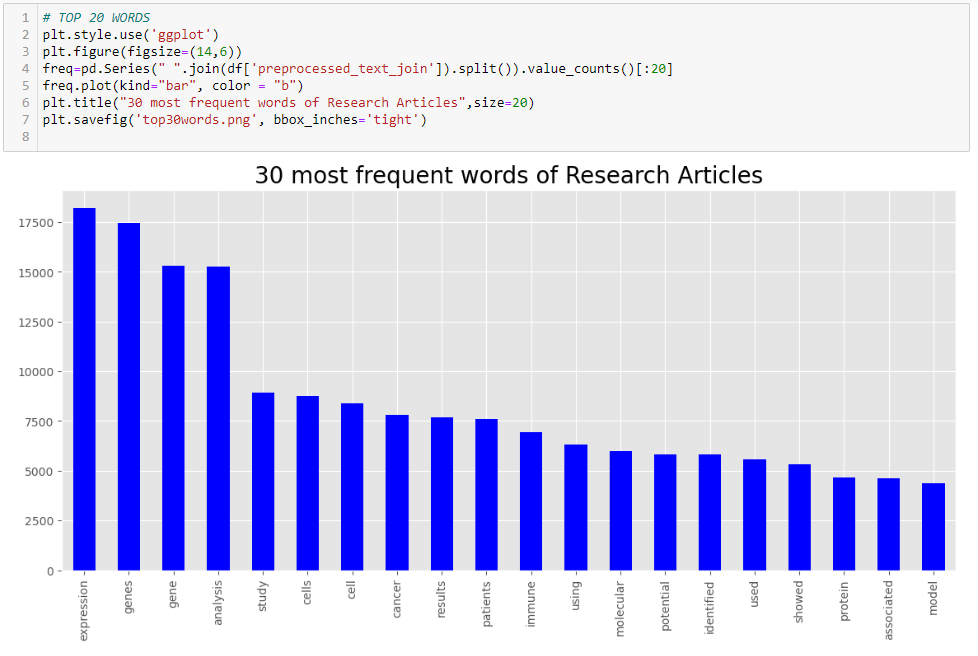 1 # TOP 20 WORDS
2 plt.style.use('ggplot')
3 plt.figure(figsize=(14,6))
4 freq=pd.Series(" ".join(df['preprocessed_text_join']).split()).value_counts()[:20]
5 freq.plot(kind="bar", color = "b")
6 plt.title("30 most frequent words of Research Articles",size=20)
7 plt.savefig('top30words.png', bbox_inches='tight')
8
30 most frequent words of Research Articles
17500
15000
12500
10000
7500
5000
2500
0
expression
genes
gene
analysis
study
cells
cell
cancer
results
patients
immune
using
molecular
potential
identified
used
showed
protein
associated
model